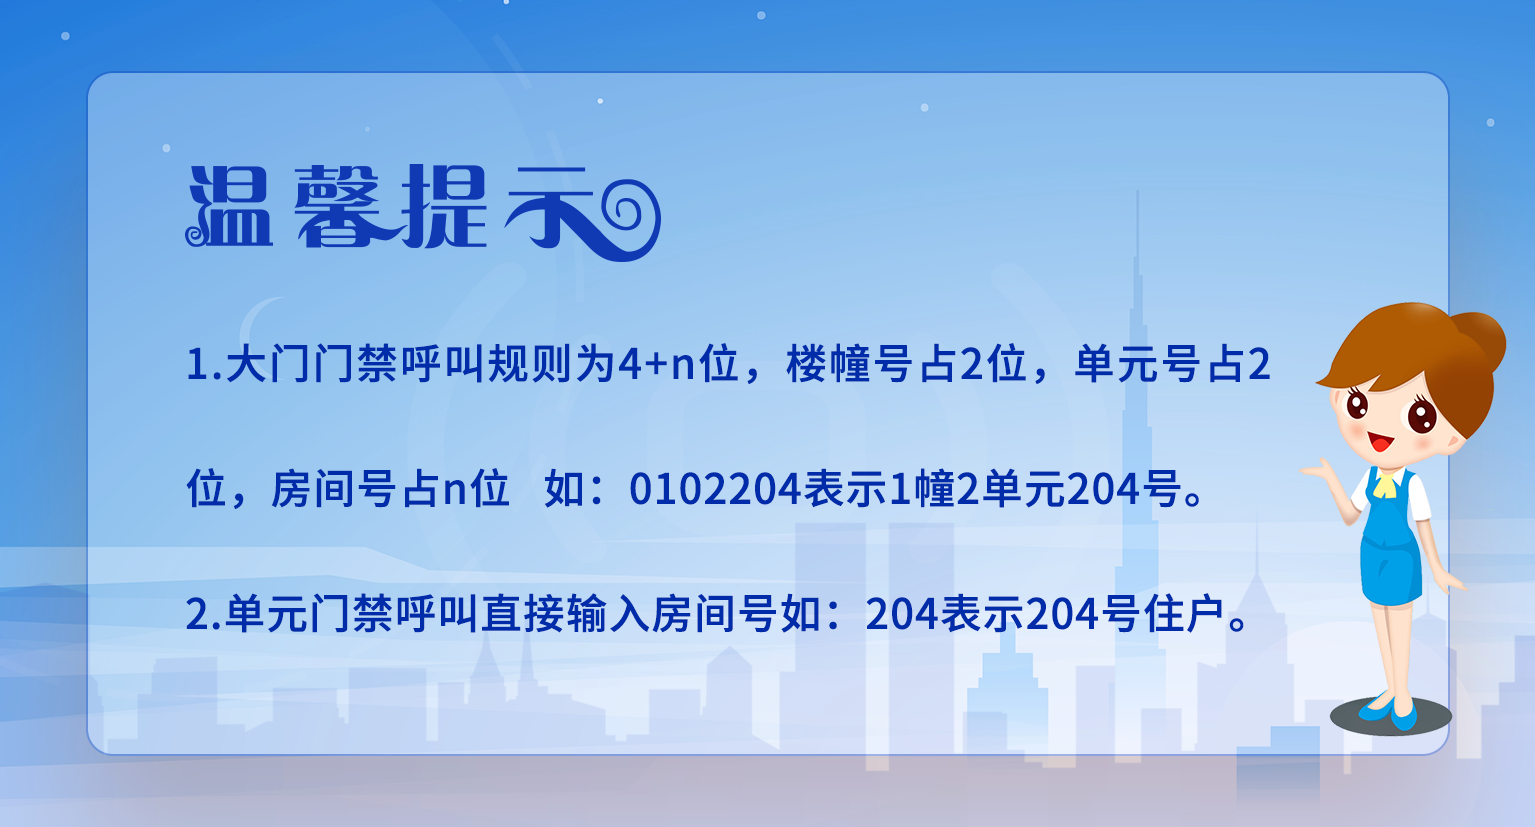 温馨提示
1.大门门禁呼叫规则为4+n位，楼幢号占2位，单元号占2
位，房间号占n位 如：0102204表示1幢2单元204号。
2.单元门禁呼叫直接输入房间号如：204表示204号住户。